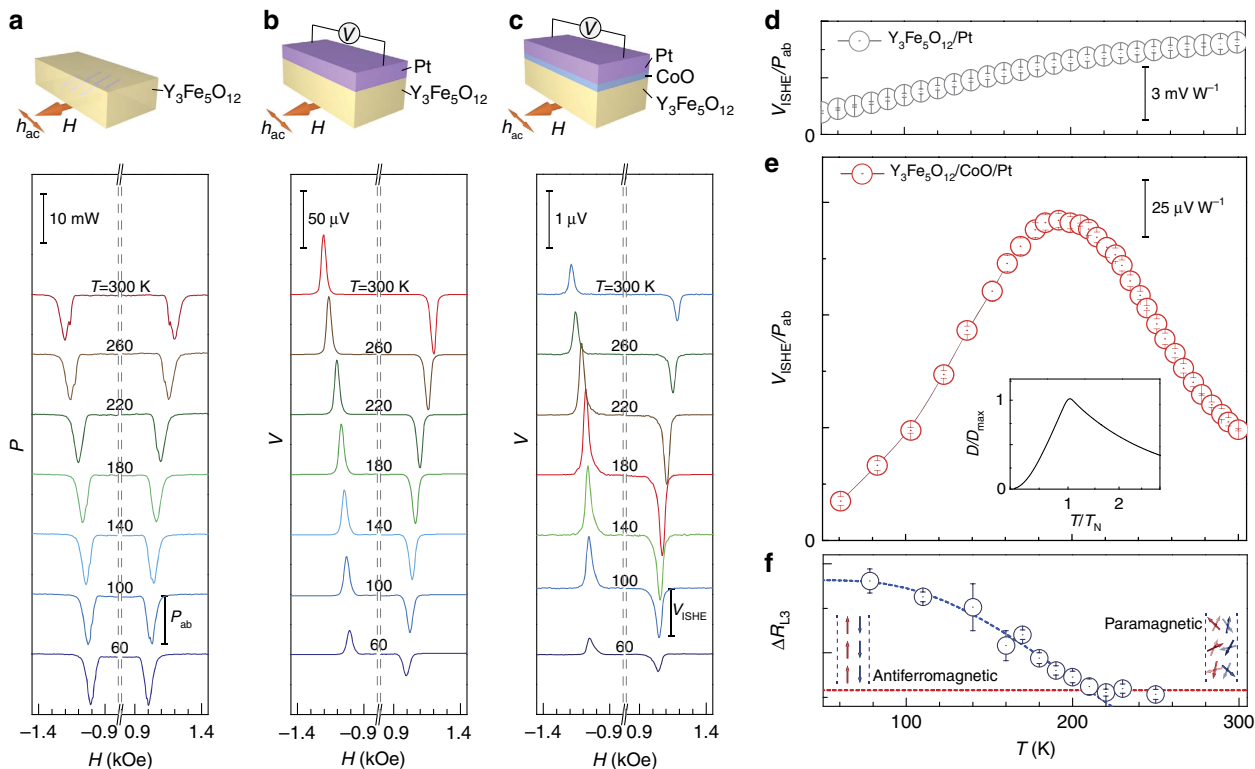 a
Y₃Fe₅O₁₂
hac
H
10 mW
T=300 K
260
220
180
140
100
60
Pab
P
−1.4
−0.9
0.9
1.4
H (kOe)
b
V
Pt
Y₃Fe₅O₁₂
hac
H
50 μV
260
220
180
140
100
60
V
−1.4
−0.9
0.9
1.4
H (kOe)
c
V
Pt
CoO
Y₃Fe₅O₁₂
hac
H
1 μV
T=300 K
T=300 K
260
220
180
140
100
60
VISHE
V
−1.4
−0.9
0.9
1.4
H (kOe)
d
Y₃Fe₅O₁₂/Pt
VISHE/Pab
3 mV W⁻¹
0
e
Y₃Fe₅O₁₂/CoO/Pt
25 μV W⁻¹
VISHE/Pab
0
D/Dmax
1
0
1
2
T/TN
f
ΔRL3
Antiferromagnetic
Paramagnetic
100
200
300
T (K)